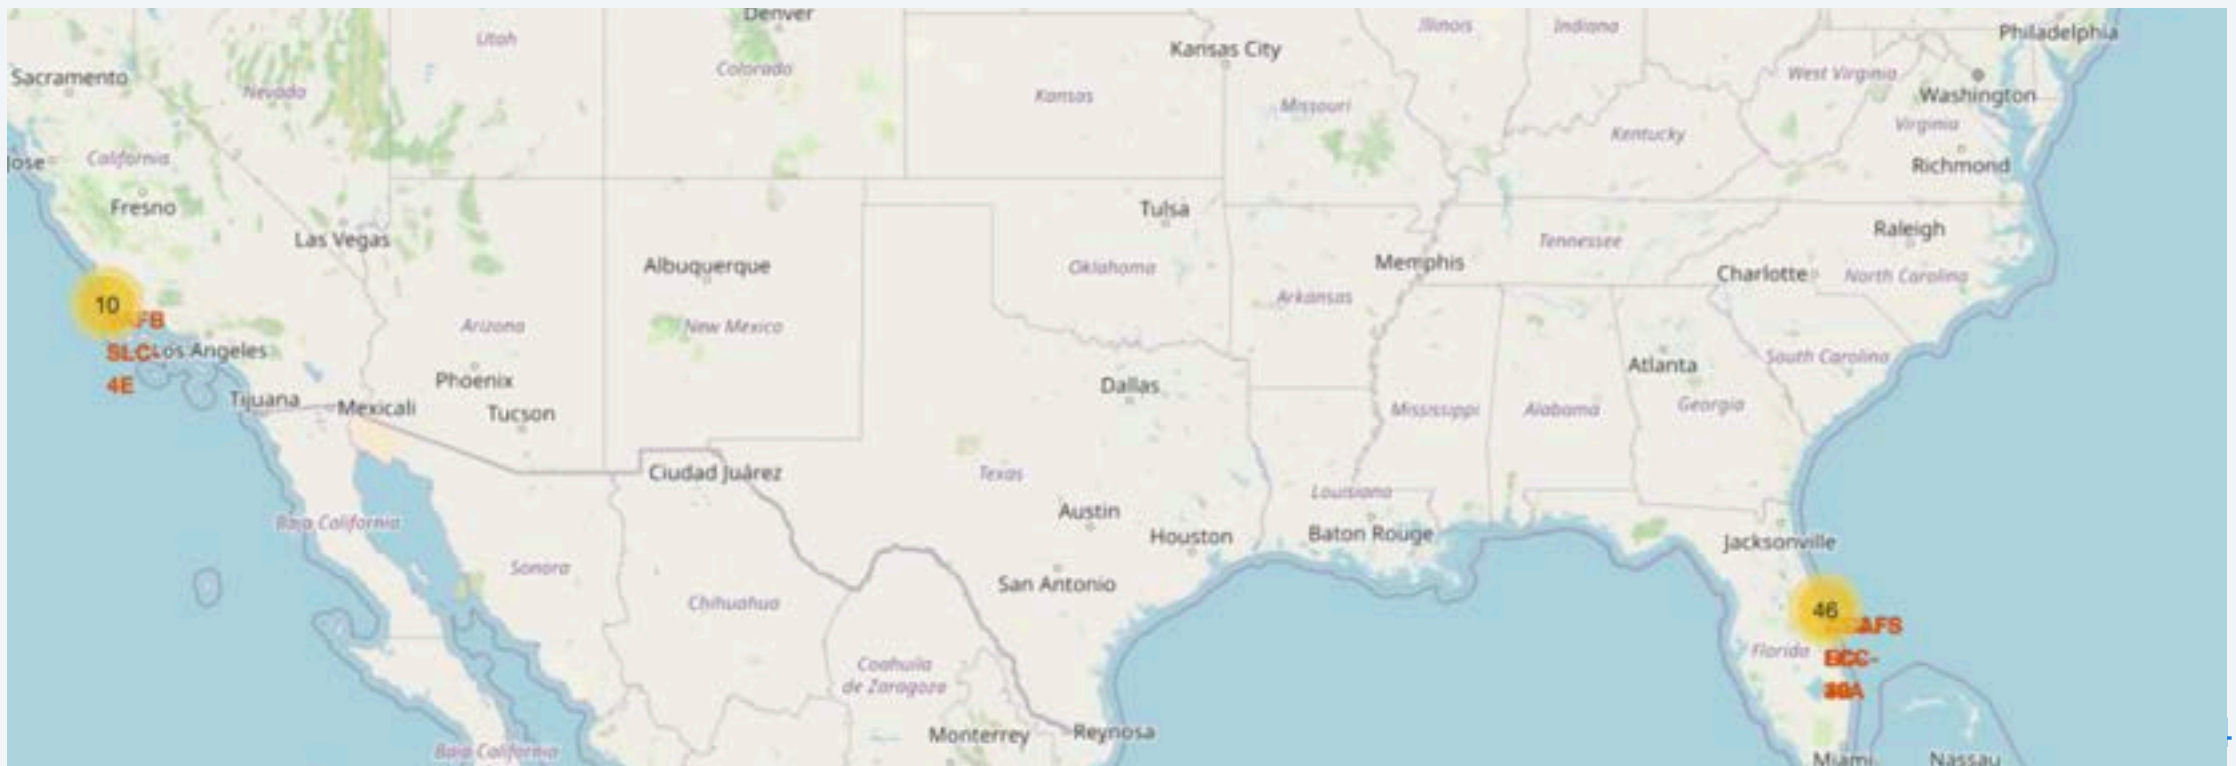 Denver
Philadelphia
Illinois
Indiana
Utah
Kansas City
Colorado
Sacramento
West Virginia
Nevada
Washington
Kansas
Missouri
Virginia
Kentucky
California
Richmond
Fresno
Tulsa
Raleigh
Las Vegas
Tennessee
Albuquerque
Oklahoma
Memphis
Charlotte
North Carolina
10
Arkansas
AFB
Arizona
New Mexico
SLC-
Los Angeles
South Carolina
Atlanta
4E
Phoenix
Dallas
Tijuana
Mexicali
Georgia
Tucson
Mississippi
Alabama
Ciudad Juárez
Texas
Louisiana
Austin
Baja California
Houston
Baton Rouge
Jacksonville
Sonora
San Antonio
Chihuahua
46
AFS
Florida
Coahuila
de Zaragoza
Monterrey
Reynosa
Baja California
Miami
Nassau